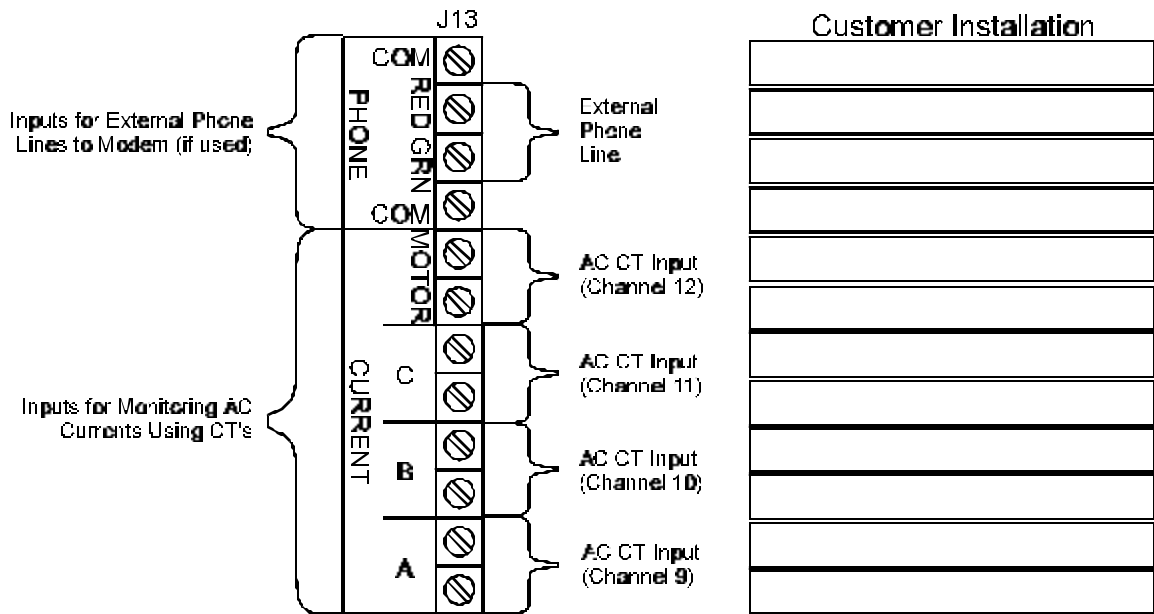 J13
Customer Installation
COM
RED
GRN
COM
PHONE
Inputs for External Phone
Lines to Modem (if used)
External
Phone
Line
MOTOR
AC CT Input
(Channel 12)
C
AC CT Input
(Channel 11)
CURRENT
Inputs for Monitoring AC
Currents Using CT's
B
AC CT Input
(Channel 10)
A
AC CT Input
(Channel 9)